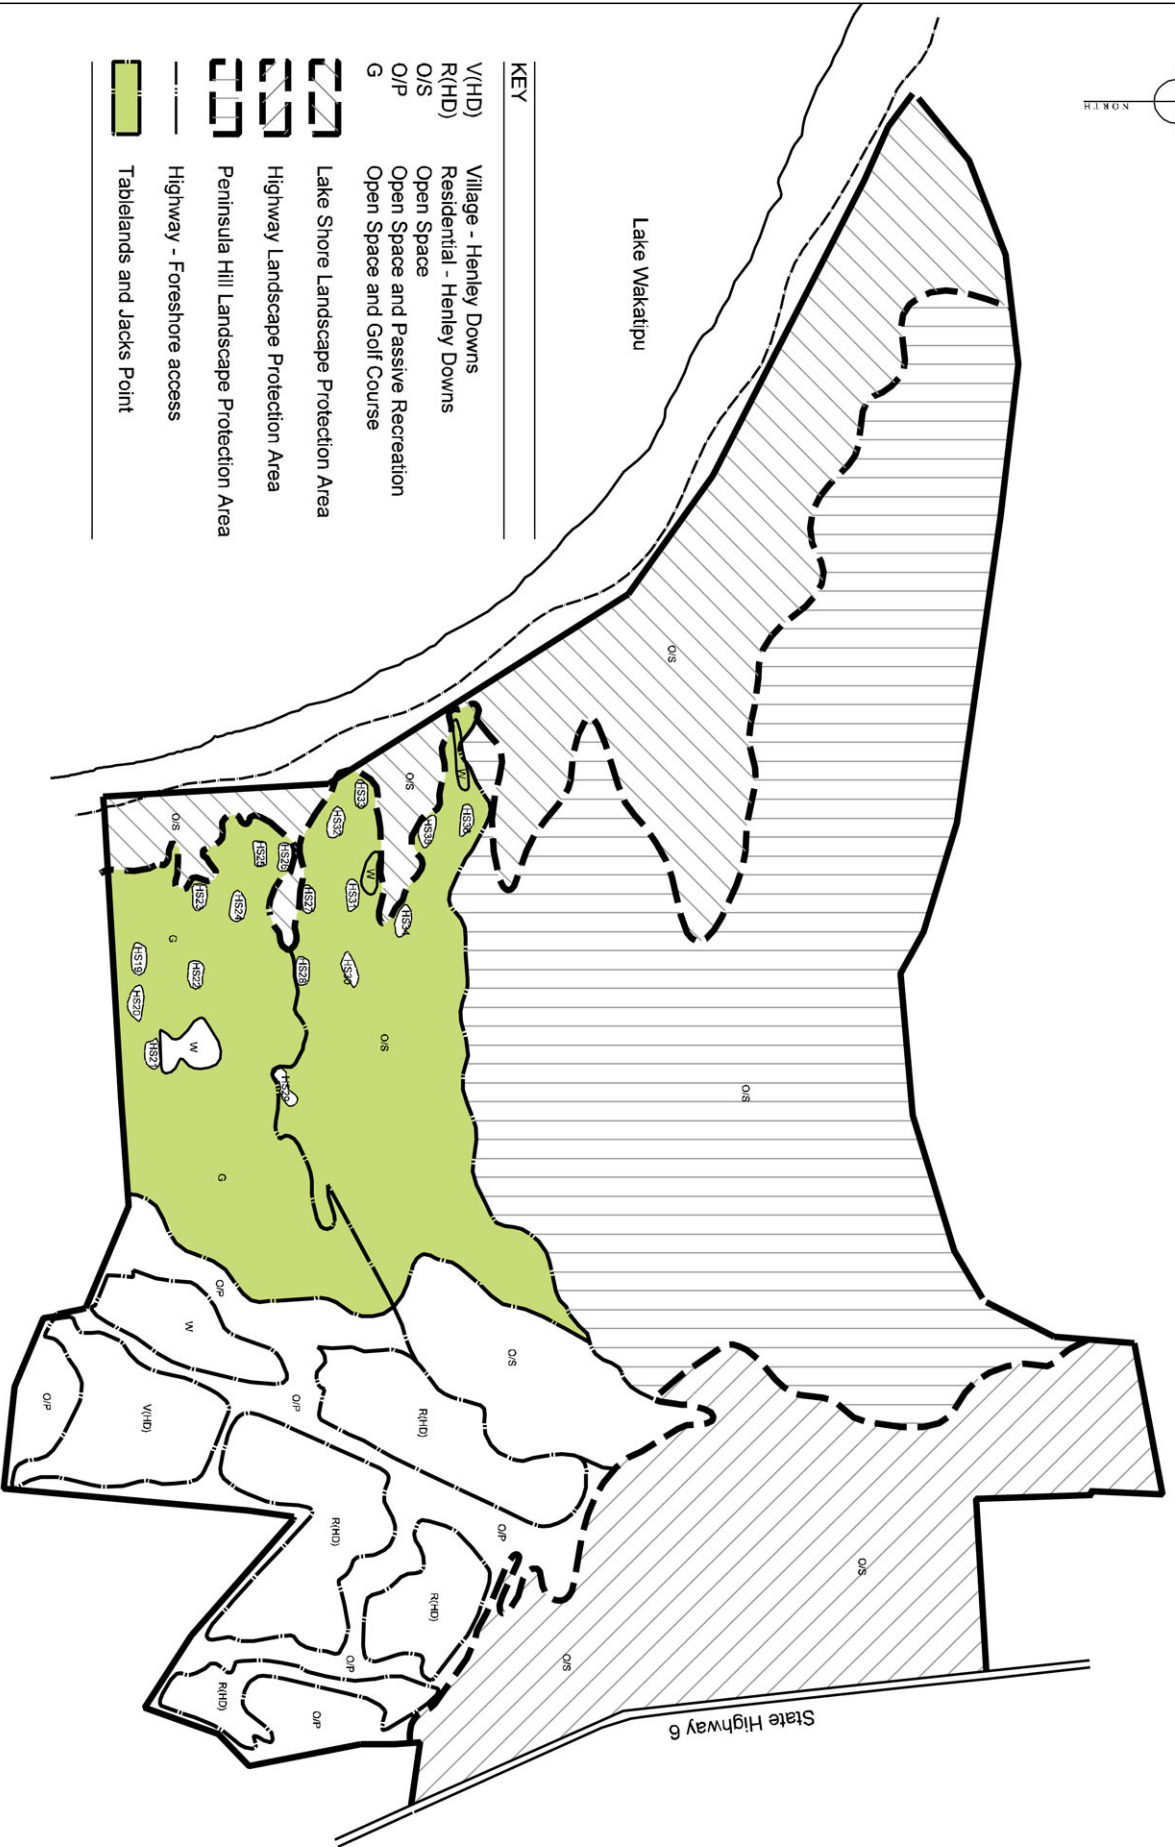 NORTH
KEY
V(HD) Village - Henley Downs
R(HD) Residential - Henley Downs
O/S Open Space
O/P Open Space and Passive Recreation
G Open Space and Golf Course
Lake Shore Landscape Protection Area
Highway Landscape Protection Area
Peninsula Hill Landscape Protection Area
Highway - Foreshore access
Tablelands and Jacks Point
Lake Wakatipu
State Highway 6
O/S
O/S
O/S
O/S
O/S
O/S
O/S
O/S
W
HS36
HS35
HS33
HS32
W
HS31
HS34
HS30
HS25
HS26
HS27
HS28
HS23
HS24
G
HS19
HS22
HS20
HS21
W
HS29
G
O/P
W
O/P
V(HD)
O/P
R(HD)
R(HD)
O/P
R(HD)
O/P
R(HD)
O/P